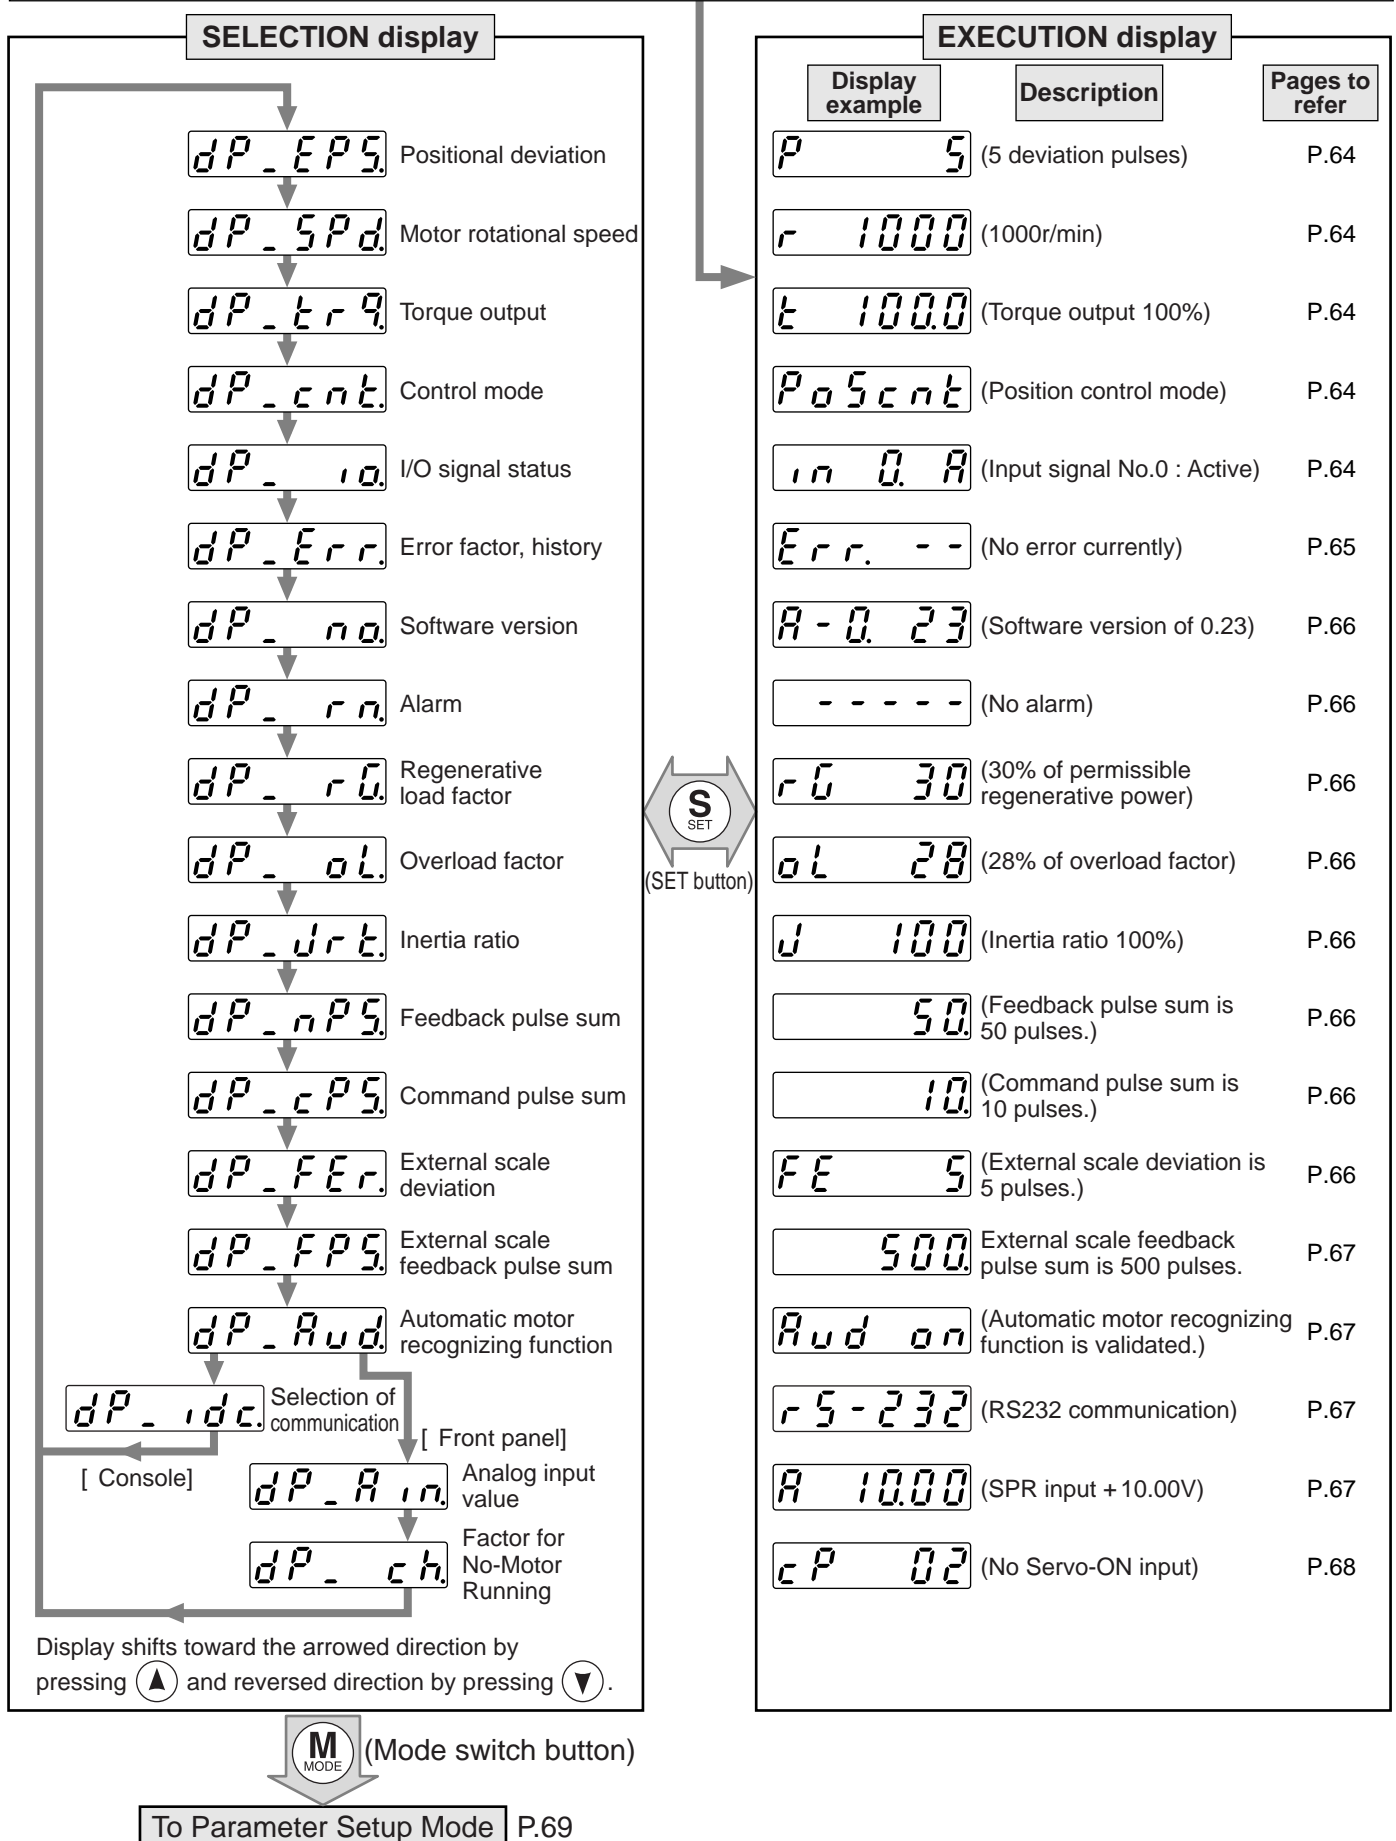 SELECTION display
dP_EPS. Positional deviation
dP_SPd. Motor rotational speed
dP_trq. Torque output
dP_cnt. Control mode
dP_ io. I/O signal status
dP_Err. Error factor, history
dP_ no. Software version
dP_ rn. Alarm
dP_ rG. Regenerative
load factor
dP_ oL. Overload factor
dP_Jrt. Inertia ratio
dP_nPS. Feedback pulse sum
dP_cPS. Command pulse sum
dP_FEr. External scale
deviation
dP_FPS. External scale
feedback pulse sum
dP_Aud. Automatic motor
recognizing function
dP_ idc. Selection of
communication
[ Console]
[ Front panel]
dP_Ain. Analog input
value
dP_ ch. Factor for
No-Motor
Running
Display shifts toward the arrowed direction by
pressing ▲ and reversed direction by pressing ▼.
S
SET
(SET button)
EXECUTION display
Display
example
Description
Pages to
refer
P 5 (5 deviation pulses) P.64
r 1000 (1000r/min) P.64
t 100.0 (Torque output 100%) P.64
PoScnt (Position control mode) P.64
in 0. A (Input signal No.0 : Active) P.64
Err. -- (No error currently) P.65
A-0. 23 (Software version of 0.23) P.66
----- (No alarm) P.66
rG 30 (30% of permissible
regenerative power) P.66
oL 28 (28% of overload factor) P.66
J 100 (Inertia ratio 100%) P.66
50. (Feedback pulse sum is
50 pulses.) P.66
10. (Command pulse sum is
10 pulses.) P.66
FE 5 (External scale deviation is
5 pulses.) P.66
500. External scale feedback
pulse sum is 500 pulses. P.67
Aud on (Automatic motor recognizing
function is validated.) P.67
rS-232 (RS232 communication) P.67
A 10.00 (SPR input +10.00V) P.67
cP 02 (No Servo-ON input) P.68
M
MODE
(Mode switch button)
To Parameter Setup Mode P.69